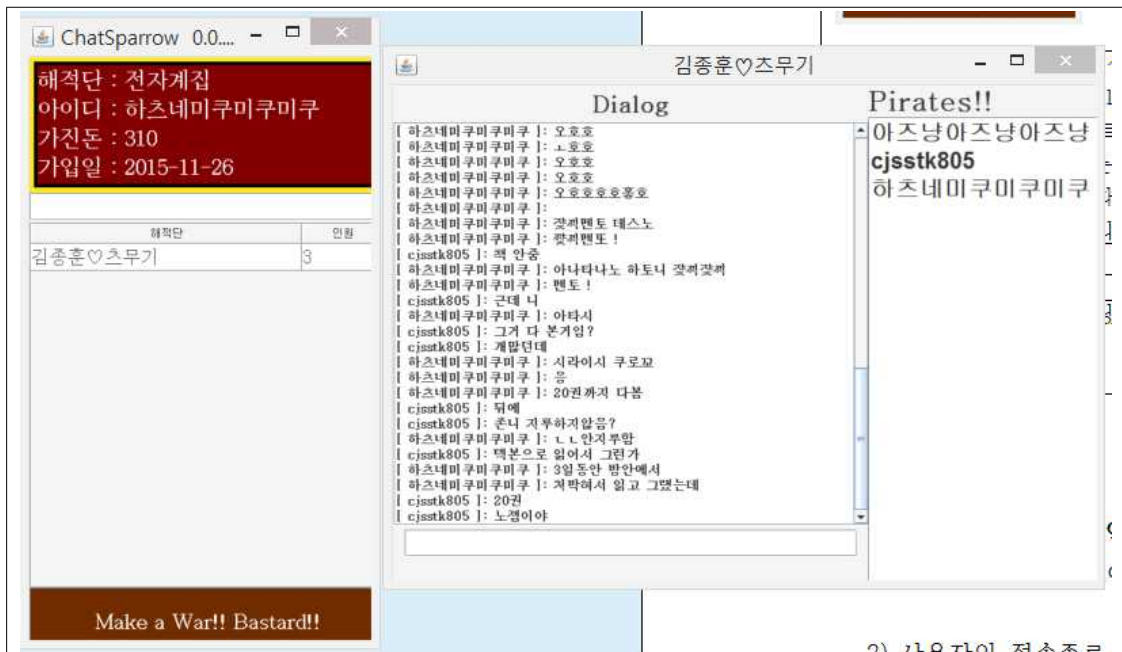 ChatSparrow 0.0....
해적단 : 전자계집
아이디 : 하츠네미쿠미쿠미쿠
가진돈 : 310
가입일 : 2015-11-26
해적단 인원
김종훈♡츠무기 3
Make a War!! Bastard!!
김종훈♡츠무기
Dialog
[ 하츠네미쿠미쿠미쿠 ]: 오호호
[ 하츠네미쿠미쿠미쿠 ]: ㅗ호호
[ 하츠네미쿠미쿠미쿠 ]: 오호호
[ 하츠네미쿠미쿠미쿠 ]: 오호호
[ 하츠네미쿠미쿠미쿠 ]: 오호호호호홓호
[ 하츠네미쿠미쿠미쿠 ]:
[ 하츠네미쿠미쿠미쿠 ]: 데스노
[ 하츠네미쿠미쿠미쿠 ]: !
[ cjsstk805 ]: 책 안줌
[ 하츠네미쿠미쿠미쿠 ]: 아나타나노 하토니
[ 하츠네미쿠미쿠미쿠 ]: 멘토 !
[ cjsstk805 ]: 근데 니
[ 하츠네미쿠미쿠미쿠 ]: 아타시
[ cjsstk805 ]: 그거 다 본거임?
[ cjsstk805 ]: 개많던데
[ 하츠네미쿠미쿠미쿠 ]: 시라이시 쿠로꼬
[ 하츠네미쿠미쿠미쿠 ]: 응
[ 하츠네미쿠미쿠미쿠 ]: 20권까지 다봄
[ cjsstk805 ]: 뒤에
[ cjsstk805 ]: 존니 지루하지않음?
[ 하츠네미쿠미쿠미쿠 ]: ㄴㄴ안지루함
[ cjsstk805 ]: 텍본으로 읽어서 그런가
[ 하츠네미쿠미쿠미쿠 ]: 3일동안 방안에서
[ 하츠네미쿠미쿠미쿠 ]: 쳐박혀서 읽고 그랬는데
[ cjsstk805 ]: 20권
[ cjsstk805 ]: 노잼이야
Pirates!!
아즈냥아즈냥아즈냥
cjsstk805
하츠네미쿠미쿠미쿠
2) 사용자의 접속종료